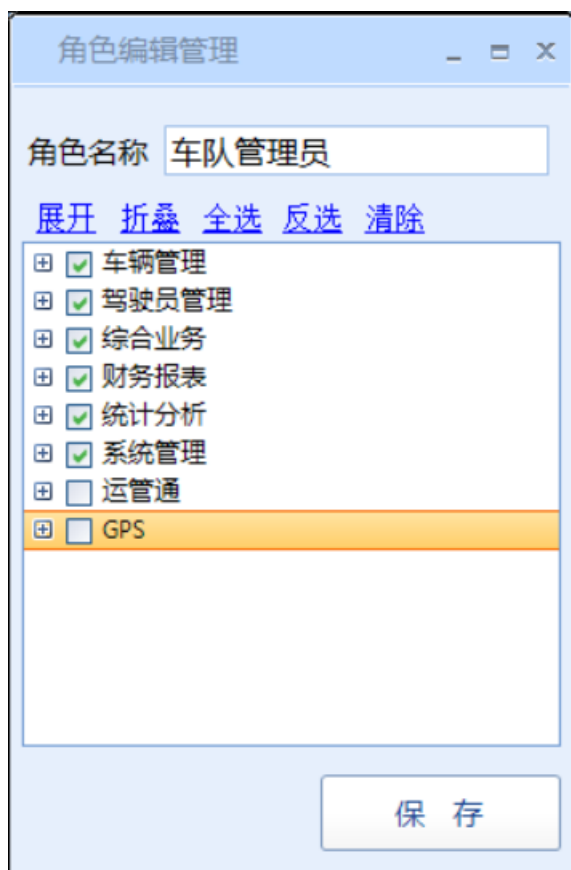 角色编辑管理
角色名称 车队管理员
展开 折叠 全选 反选 清除
车辆管理
驾驶员管理
综合业务
财务报表
统计分析
系统管理
运管通
GPS
保 存